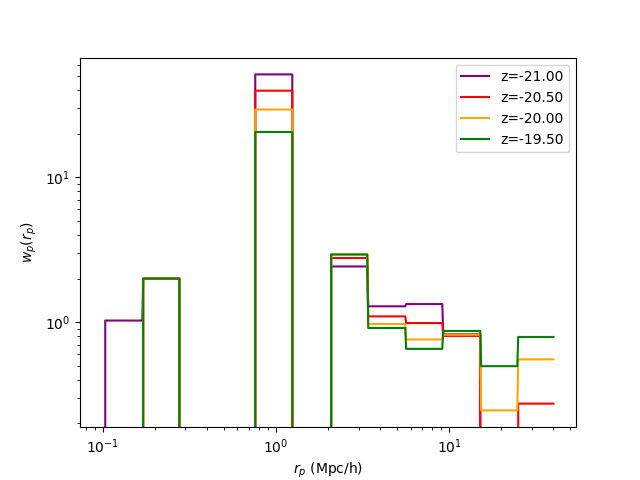 z=-21.00
z=-20.50
z=-20.00
z=-19.50
10¹
10⁰
w_p(r_p)
10⁻¹ 10⁰ 10¹
r_p (Mpc/h)